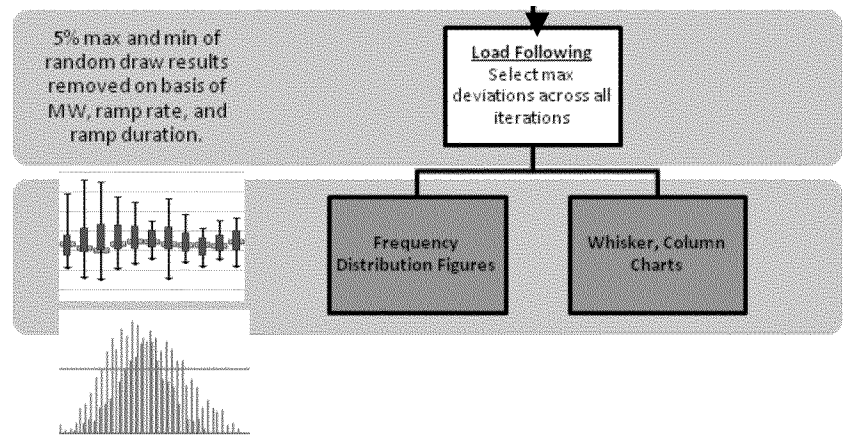 5% max and min of
random draw results
removed on basis of
MW, ramp rate, and
ramp duration.
Load Following
Select max
deviations across all
iterations
Frequency
Distribution Figures
Whisker, Column
Charts